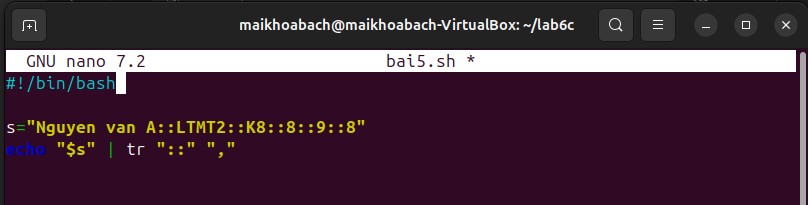 maikhoabach@maikhoabach-VirtualBox: ~/lab6c
GNU nano 7.2 bai5.sh *
#!/bin/bash
s="Nguyen van A::LTMT2::K8::8::9::8"
echo "$s" | tr "::" ","